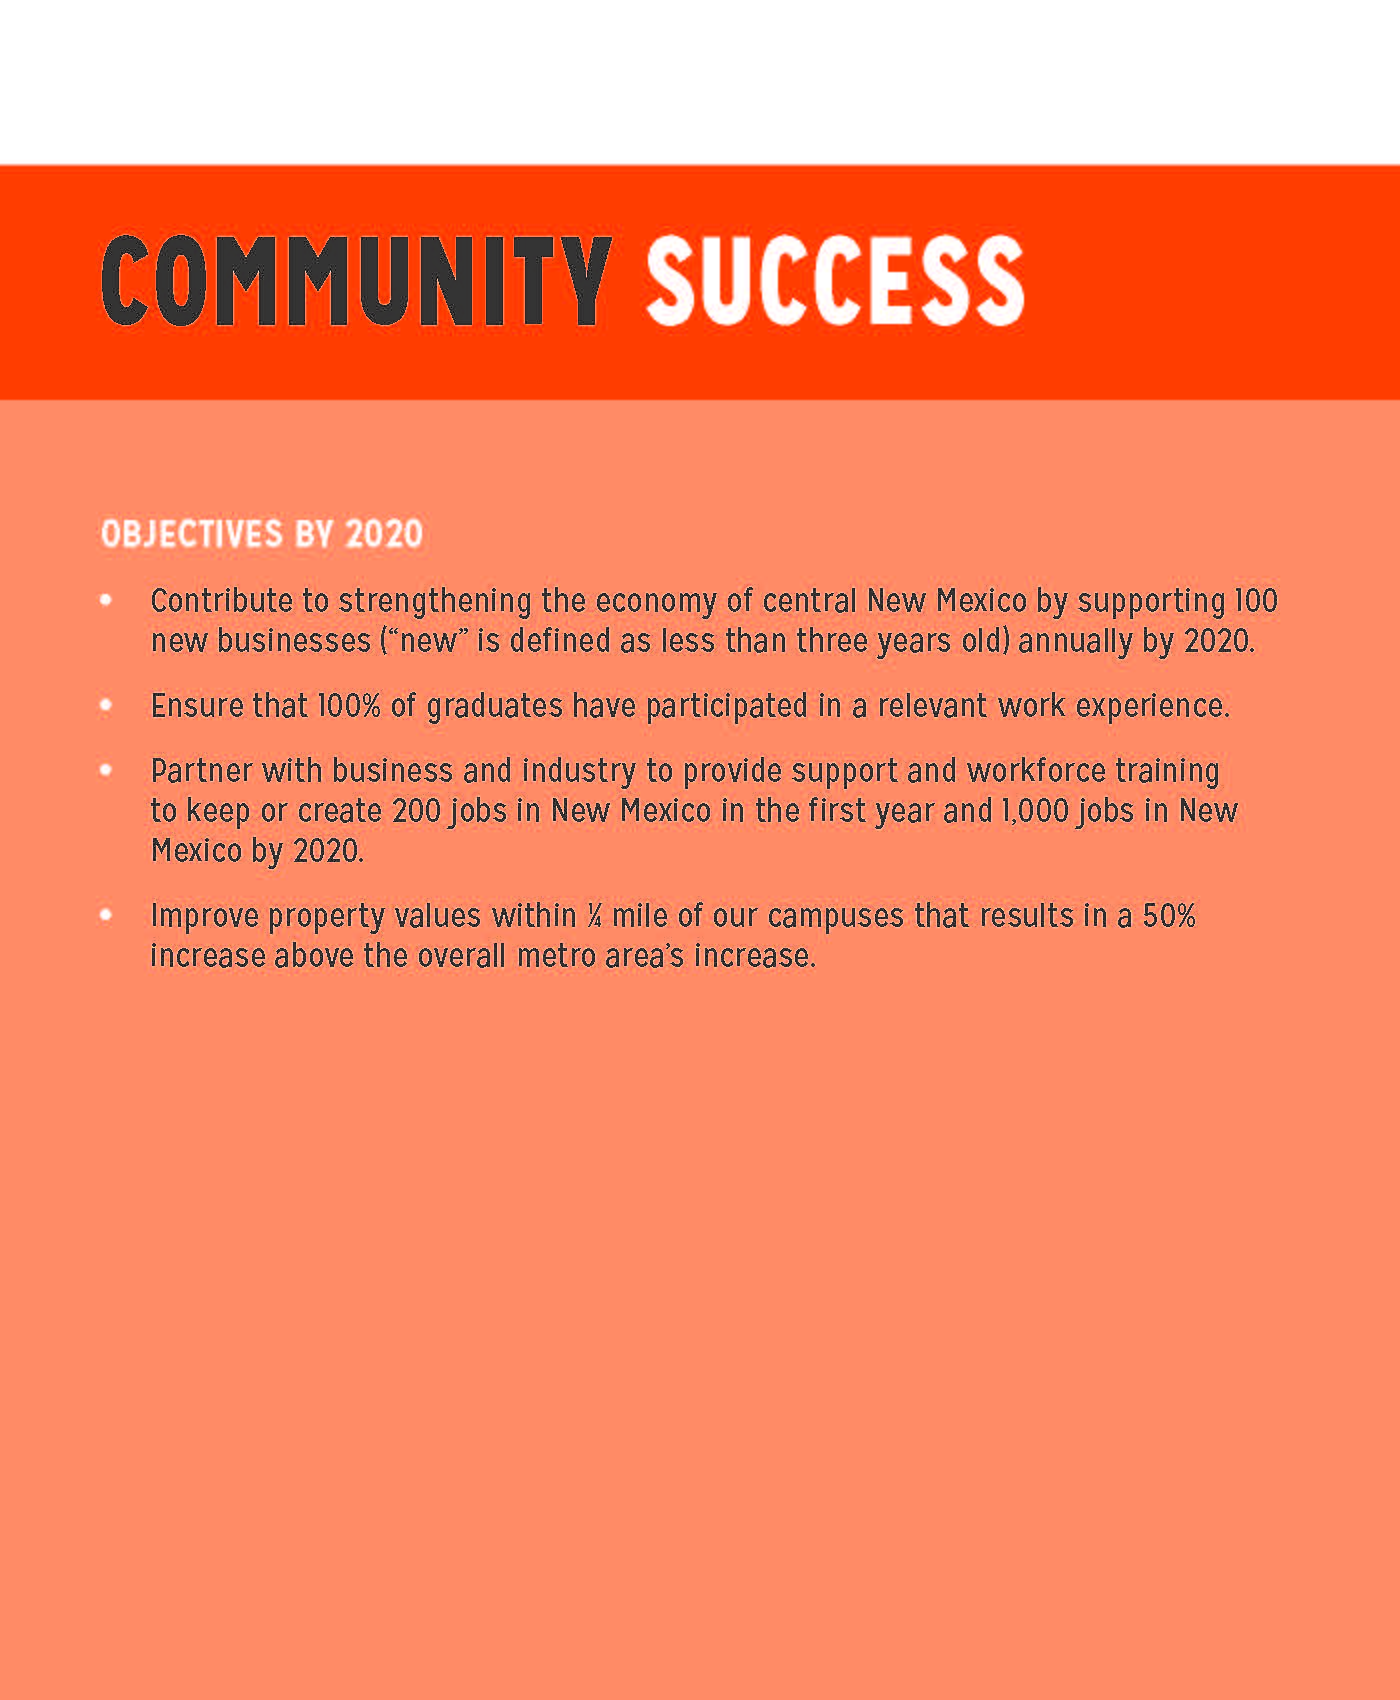 COMMUNITY SUCCESS
OBJECTIVES BY 2020
• Contribute to strengthening the economy of central New Mexico by supporting 100
new businesses (“new” is defined as less than three years old) annually by 2020.
• Ensure that 100% of graduates have participated in a relevant work experience.
• Partner with business and industry to provide support and workforce training
to keep or create 200 jobs in New Mexico in the first year and 1,000 jobs in New
Mexico by 2020.
• Improve property values within ¼ mile of our campuses that results in a 50%
increase above the overall metro area’s increase.